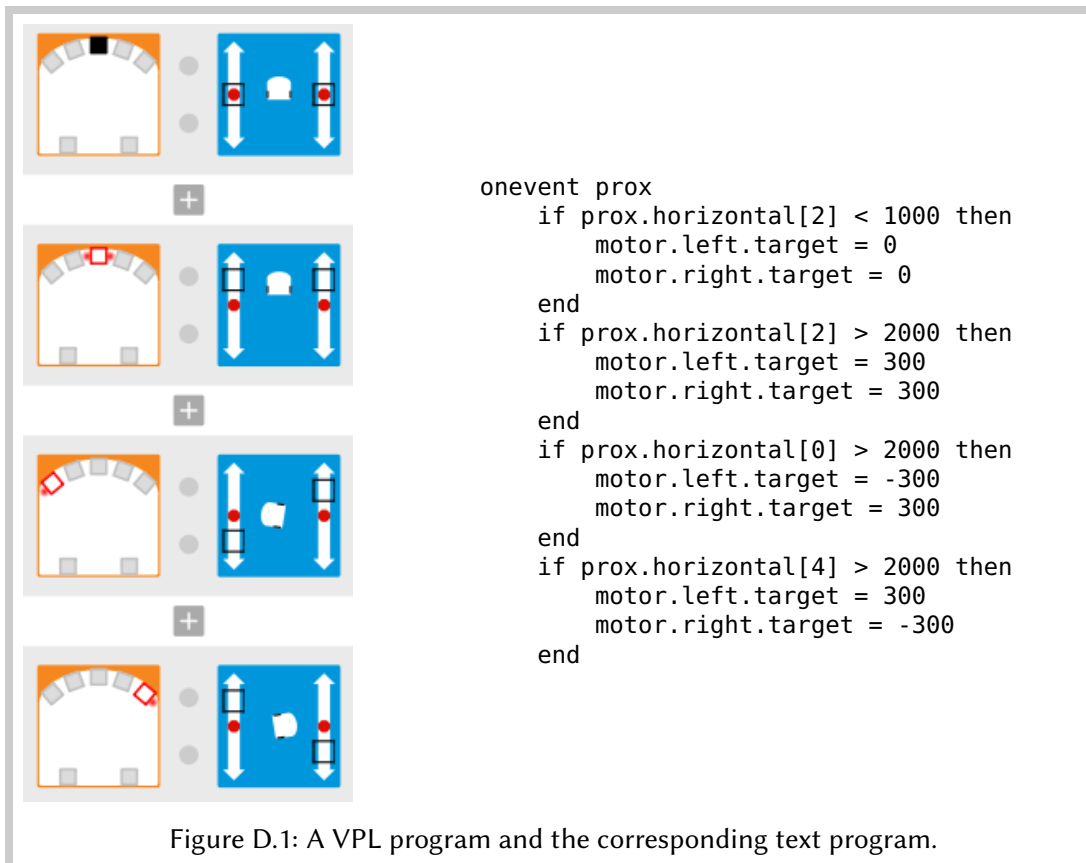 onevent prox
if prox.horizontal[2] < 1000 then
motor.left.target = 0
motor.right.target = 0
end
if prox.horizontal[2] > 2000 then
motor.left.target = 300
motor.right.target = 300
end
if prox.horizontal[0] > 2000 then
motor.left.target = -300
motor.right.target = 300
end
if prox.horizontal[4] > 2000 then
motor.left.target = 300
motor.right.target = -300
end
Figure D.1: A VPL program and the corresponding text program.